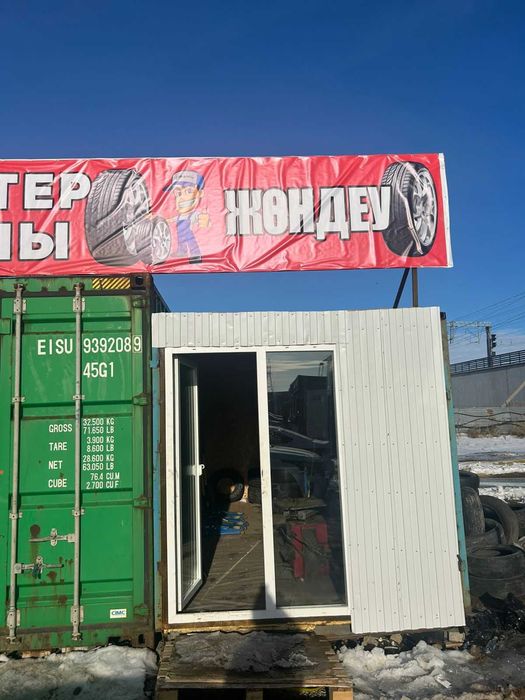 ТЕР
НЫ
ЖӨНДЕУ
EISU 9392089
45G1
GROSS 32.500 KG
71.650 LB
TARE 3.900 KG
8.600 LB
NET 28.600 KG
63.050 LB
CUBE 76.4 CU.M
2.700 CU.F
CIMC